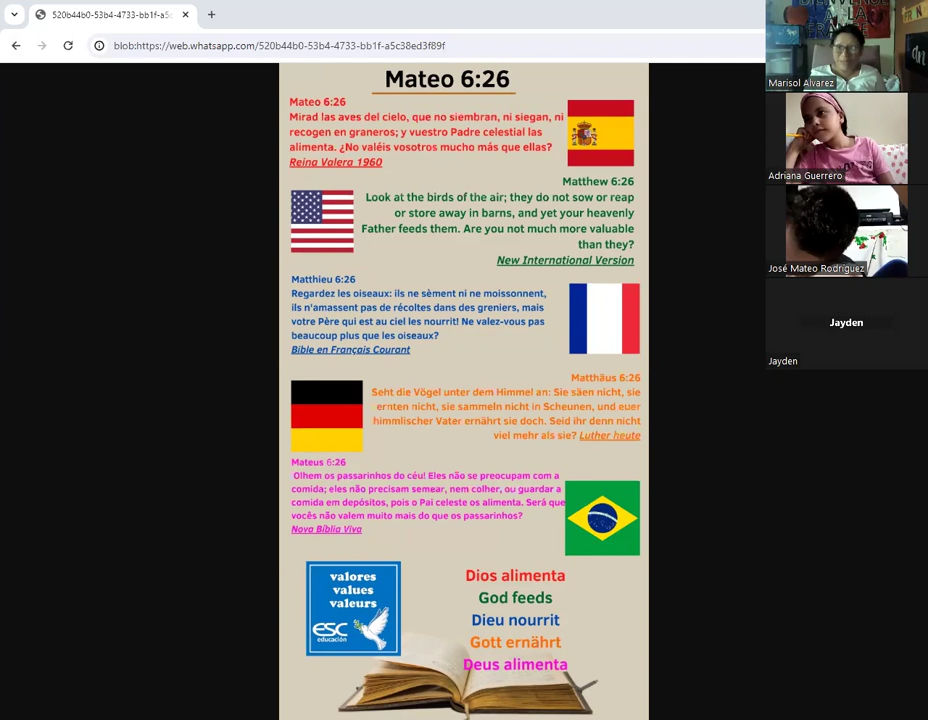 520b44b0-53b4-4733-bb1f-a5c
blob:https://web.whatsapp.com/520b44b0-53b4-4733-bb1f-a5c38ed3f89f
Mateo 6:26
Mateo 6:26
Mirad las aves del cielo, que no siembran, ni siegan, ni
recogen en graneros; y vuestro Padre celestial las
alimenta. ¿No valéis vosotros mucho más que ellas?
Reina Valera 1960
Matthew 6:26
Look at the birds of the air; they do not sow or reap
or store away in barns, and yet your heavenly
Father feeds them. Are you not much more valuable
than they?
New International Version
Matthieu 6:26
Regardez les oiseaux: ils ne sèment ni ne moissonnent,
ils n'amassent pas de récoltes dans des greniers, mais
votre Père qui est au ciel les nourrit! Ne valez-vous pas
beaucoup plus que les oiseaux?
Bible en Français Courant
Matthäus 6:26
Seht die Vögel unter dem Himmel an: Sie säen nicht, sie
ernten nicht, sie sammeln nicht in Scheunen, und euer
himmlischer Vater ernährt sie doch. Seid ihr denn nicht
viel mehr als sie? Luther heute
Mateus 6:26
Olhem os passarinhos do céu! Eles não se preocupam com a
comida; eles não precisam semear, nem colher, ou guardar a
comida em depósitos, pois o Pai celeste os alimenta. Será que
vocês não valem muito mais do que os passarinhos?
Nova Bíblia Viva
valores
values
valeurs
esc
educación
Dios alimenta
God feeds
Dieu nourrit
Gott ernährt
Deus alimenta
Marisol Alvarez
Adriana Guerrero
José Mateo Rodríguez
Jayden
Jayden